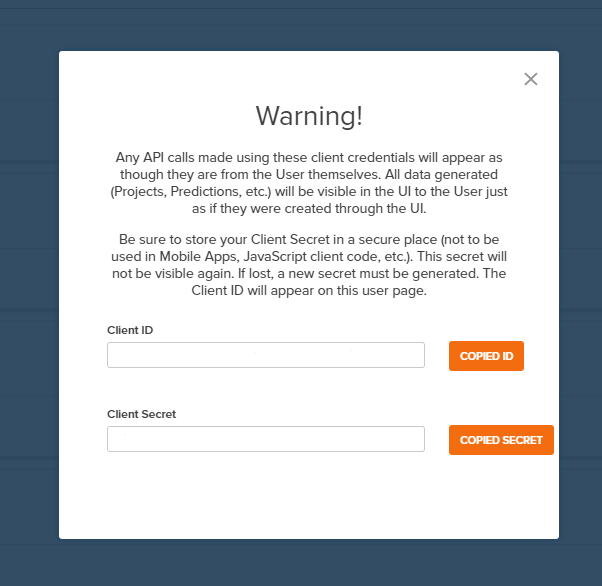 Warning!
Any API calls made using these client credentials will appear as
though they are from the User themselves. All data generated
(Projects, Predictions, etc.) will be visible in the UI to the User just
as if they were created through the UI.
Be sure to store your Client Secret in a secure place (not to be
used in Mobile Apps, JavaScript client code, etc.). This secret will
not be visible again. If lost, a new secret must be generated. The
Client ID will appear on this user page.
Client ID
COPIED ID
Client Secret
COPIED SECRET